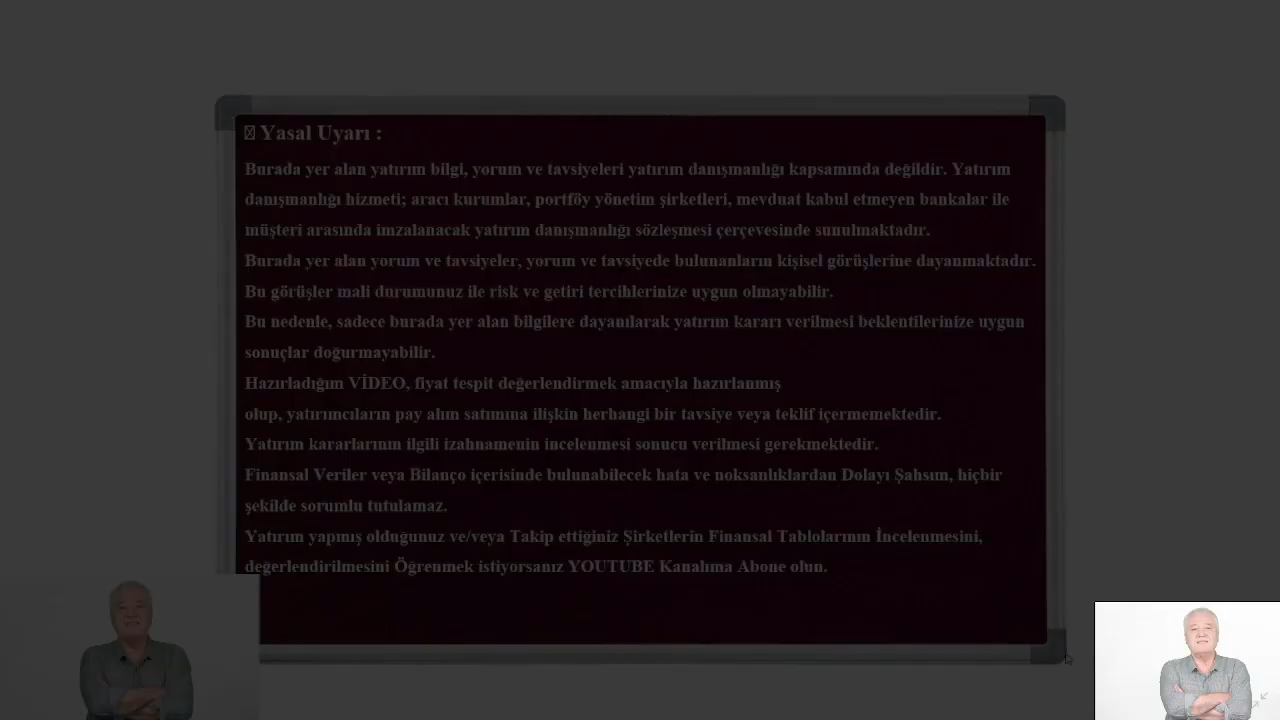 Yasal Uyarı :
Burada yer alan yatırım bilgi, yorum ve tavsiyeleri yatırım danışmanlığı kapsamında değildir. Yatırım
danışmanlığı hizmeti; aracı kurumlar, portföy yönetim şirketleri, mevduat kabul etmeyen bankalar ile
müşteri arasında imzalanacak yatırım danışmanlığı sözleşmesi çerçevesinde sunulmaktadır.
Burada yer alan yorum ve tavsiyeler, yorum ve tavsiyede bulunanların kişisel görüşlerine dayanmaktadır.
Bu görüşler mali durumunuz ile risk ve getiri tercihlerinize uygun olmayabilir.
Bu nedenle, sadece burada yer alan bilgilere dayanılarak yatırım kararı verilmesi beklentilerinize uygun
sonuçlar doğurmayabilir.
Hazırladığım VİDEO, fiyat tespit değerlendirmek amacıyla hazırlanmış
olup, yatırımcıların pay alım satımına ilişkin herhangi bir tavsiye veya teklif içermemektedir.
Yatırım kararlarının ilgili izahnamenin incelenmesi sonucu verilmesi gerekmektedir.
Finansal Veriler veya Bilanço içerisinde bulunabilecek hata ve noksanlıklardan Dolayı Şahsım, hiçbir
şekilde sorumlu tutulamaz.
Yatırım yapmış olduğunuz ve/veya Takip ettiğiniz Şirketlerin Finansal Tablolarının İncelenmesini,
değerlendirilmesini Öğrenmek istiyorsanız YOUTUBE Kanalıma Abone olun.